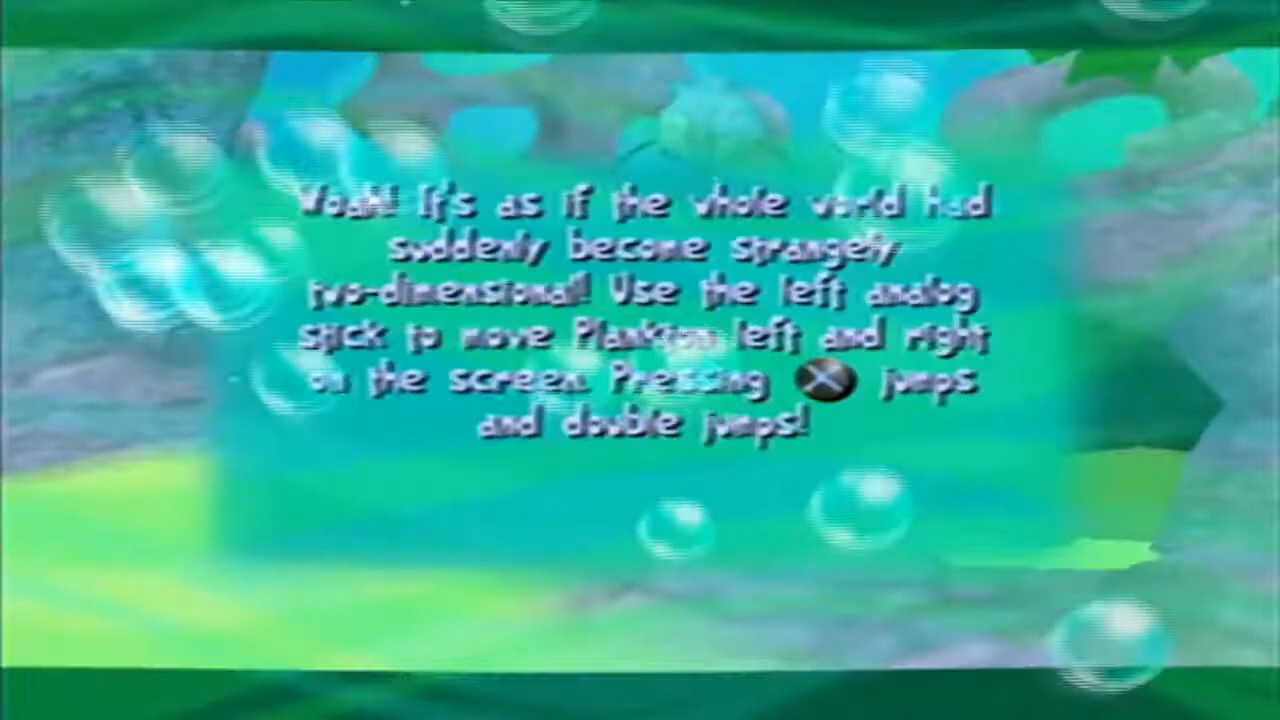 Woah! It's as if the whole world had
suddenly become strangely
two-dimensional! Use the left analog
stick to move Plankton left and right
on the screen. Pressing jumps
and double jumps!